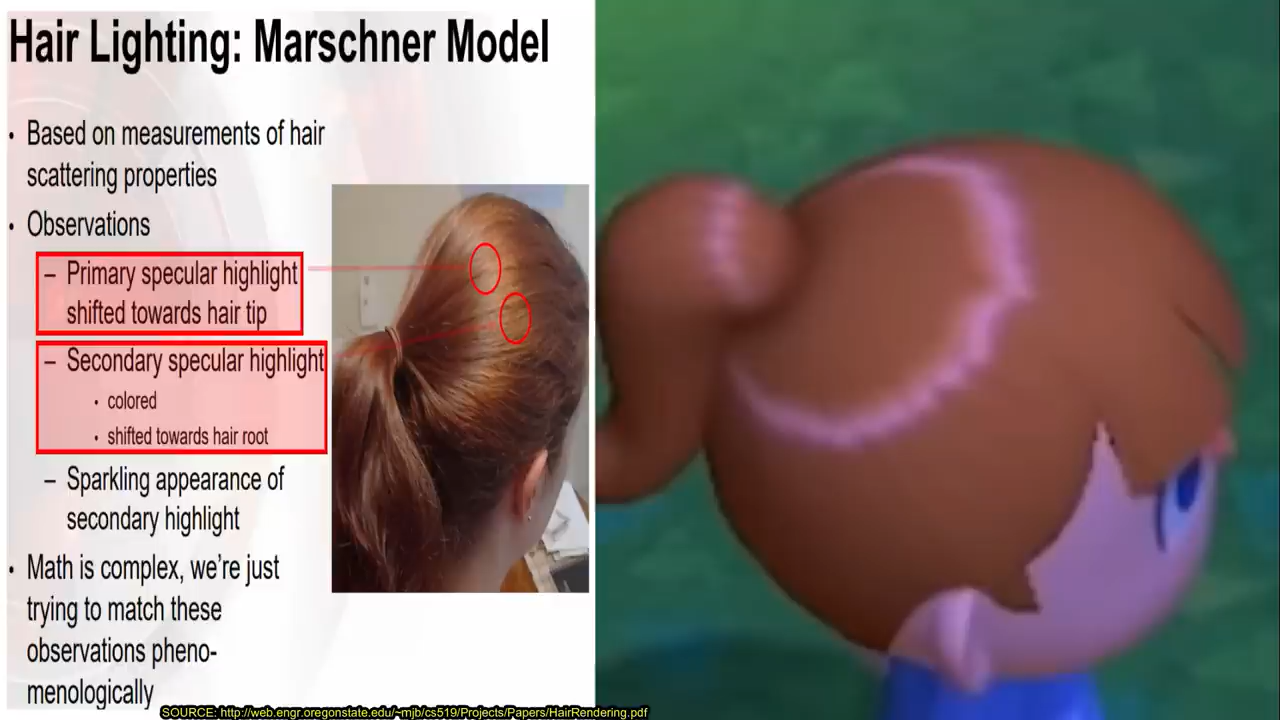 Hair Lighting: Marschner Model
• Based on measurements of hair
scattering properties
• Observations
– Primary specular highlight
shifted towards hair tip
– Secondary specular highlight
• colored
• shifted towards hair root
– Sparkling appearance of
secondary highlight
• Math is complex, we're just
trying to match these
observations pheno-
menologically
SOURCE: http://web.engr.oregonstate.edu/~mjb/cs519/Projects/Papers/HairRendering.pdf